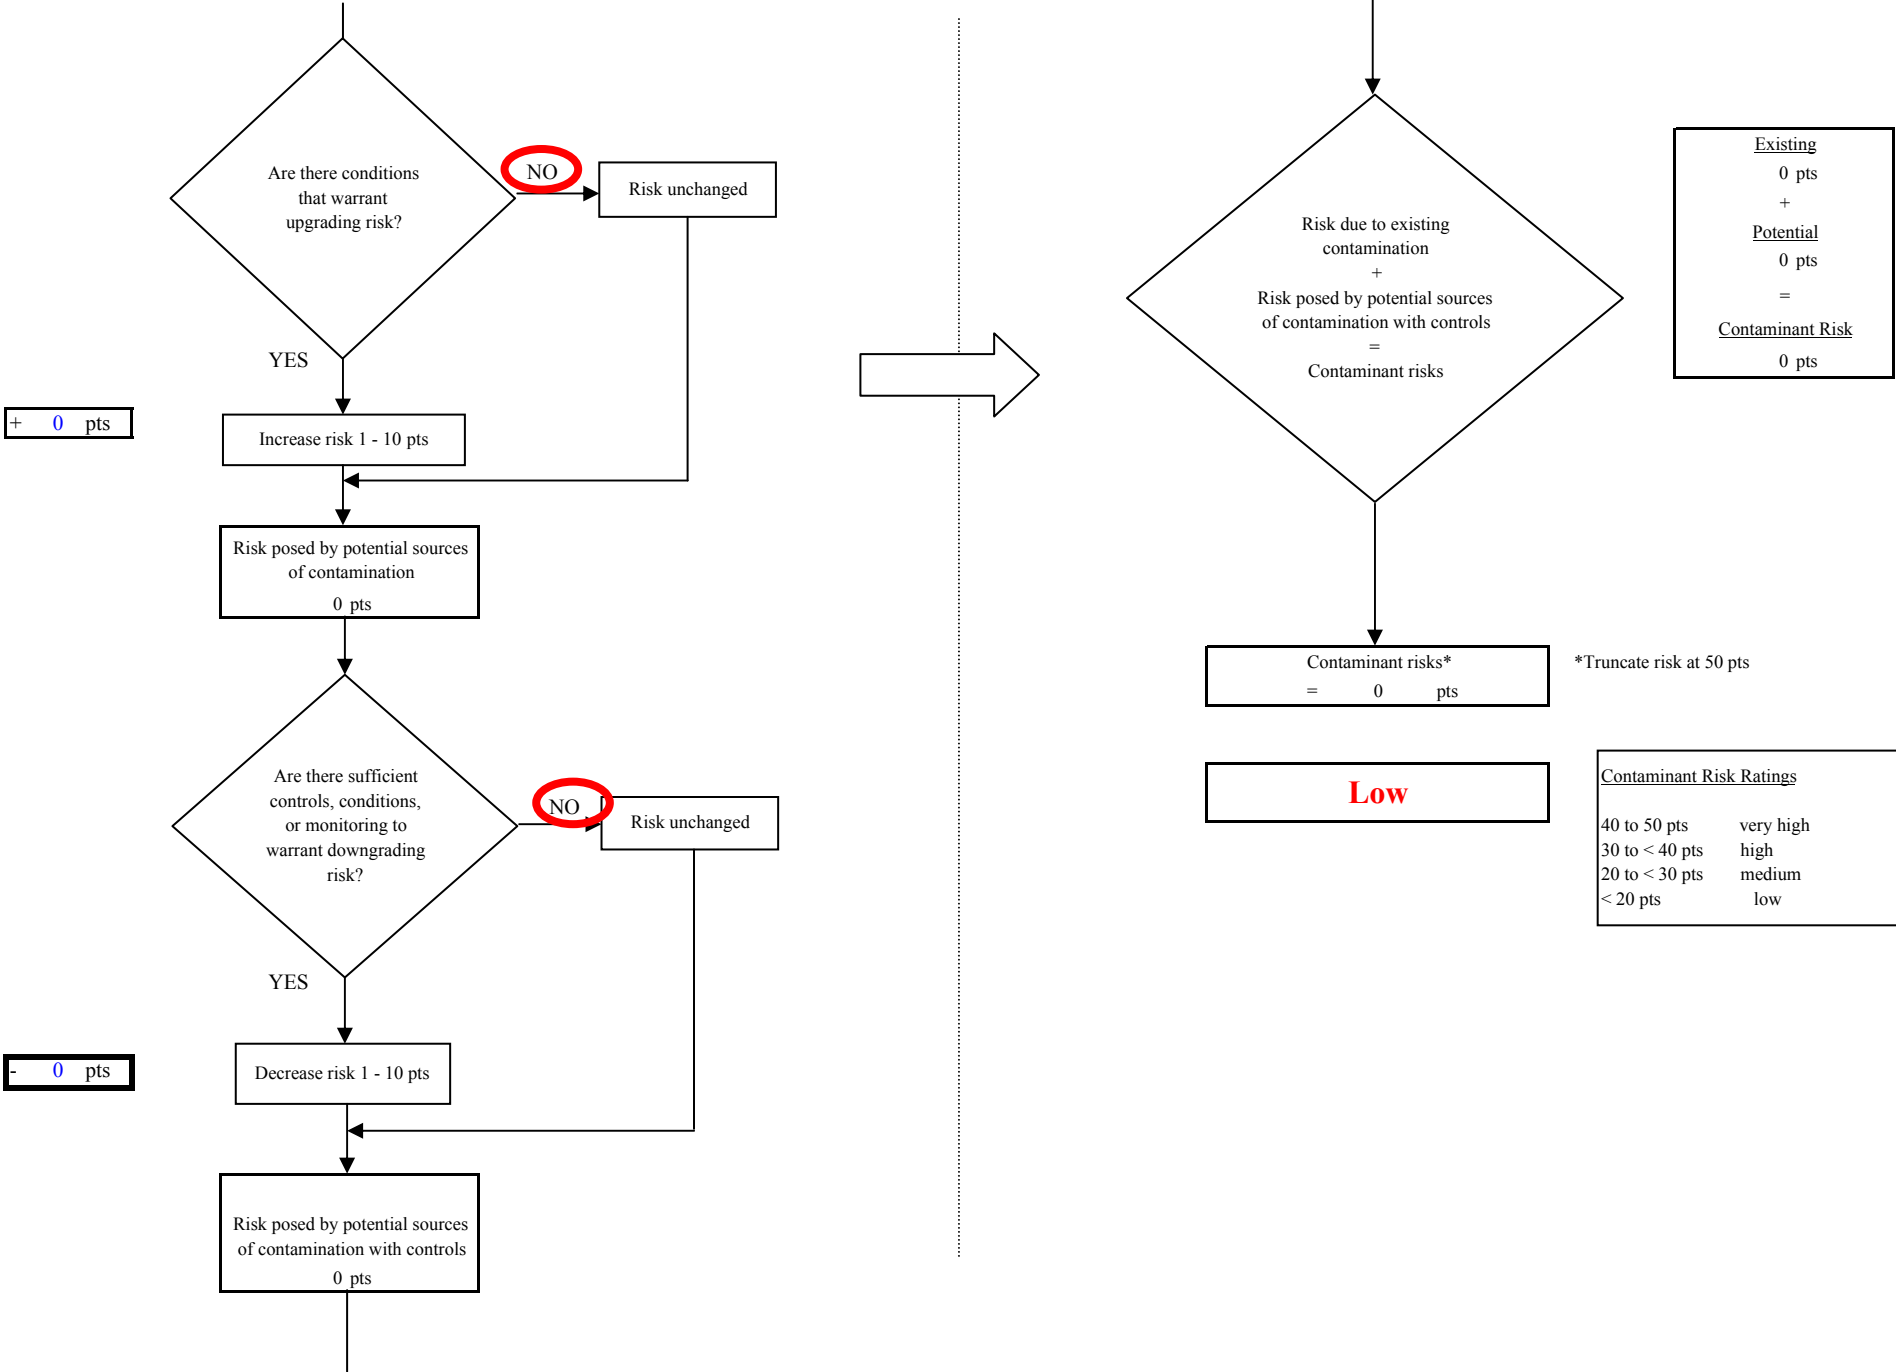 Are there conditions
that warrant
upgrading risk?
NO
Risk unchanged
YES
+ 0 pts
Increase risk 1 - 10 pts
Risk posed by potential sources
of contamination
0 pts
Are there sufficient
controls, conditions,
or monitoring to
warrant downgrading
risk?
NO
Risk unchanged
YES
- 0 pts
Decrease risk 1 - 10 pts
Risk posed by potential sources
of contamination with controls
0 pts
Risk due to existing
contamination
+
Risk posed by potential sources
of contamination with controls
=
Contaminant risks
Existing
0 pts
+
Potential
0 pts
=
Contaminant Risk
0 pts
Contaminant risks*
= 0 pts
*Truncate risk at 50 pts
Low
Contaminant Risk Ratings
40 to 50 pts very high
30 to < 40 pts high
20 to < 30 pts medium
< 20 pts low